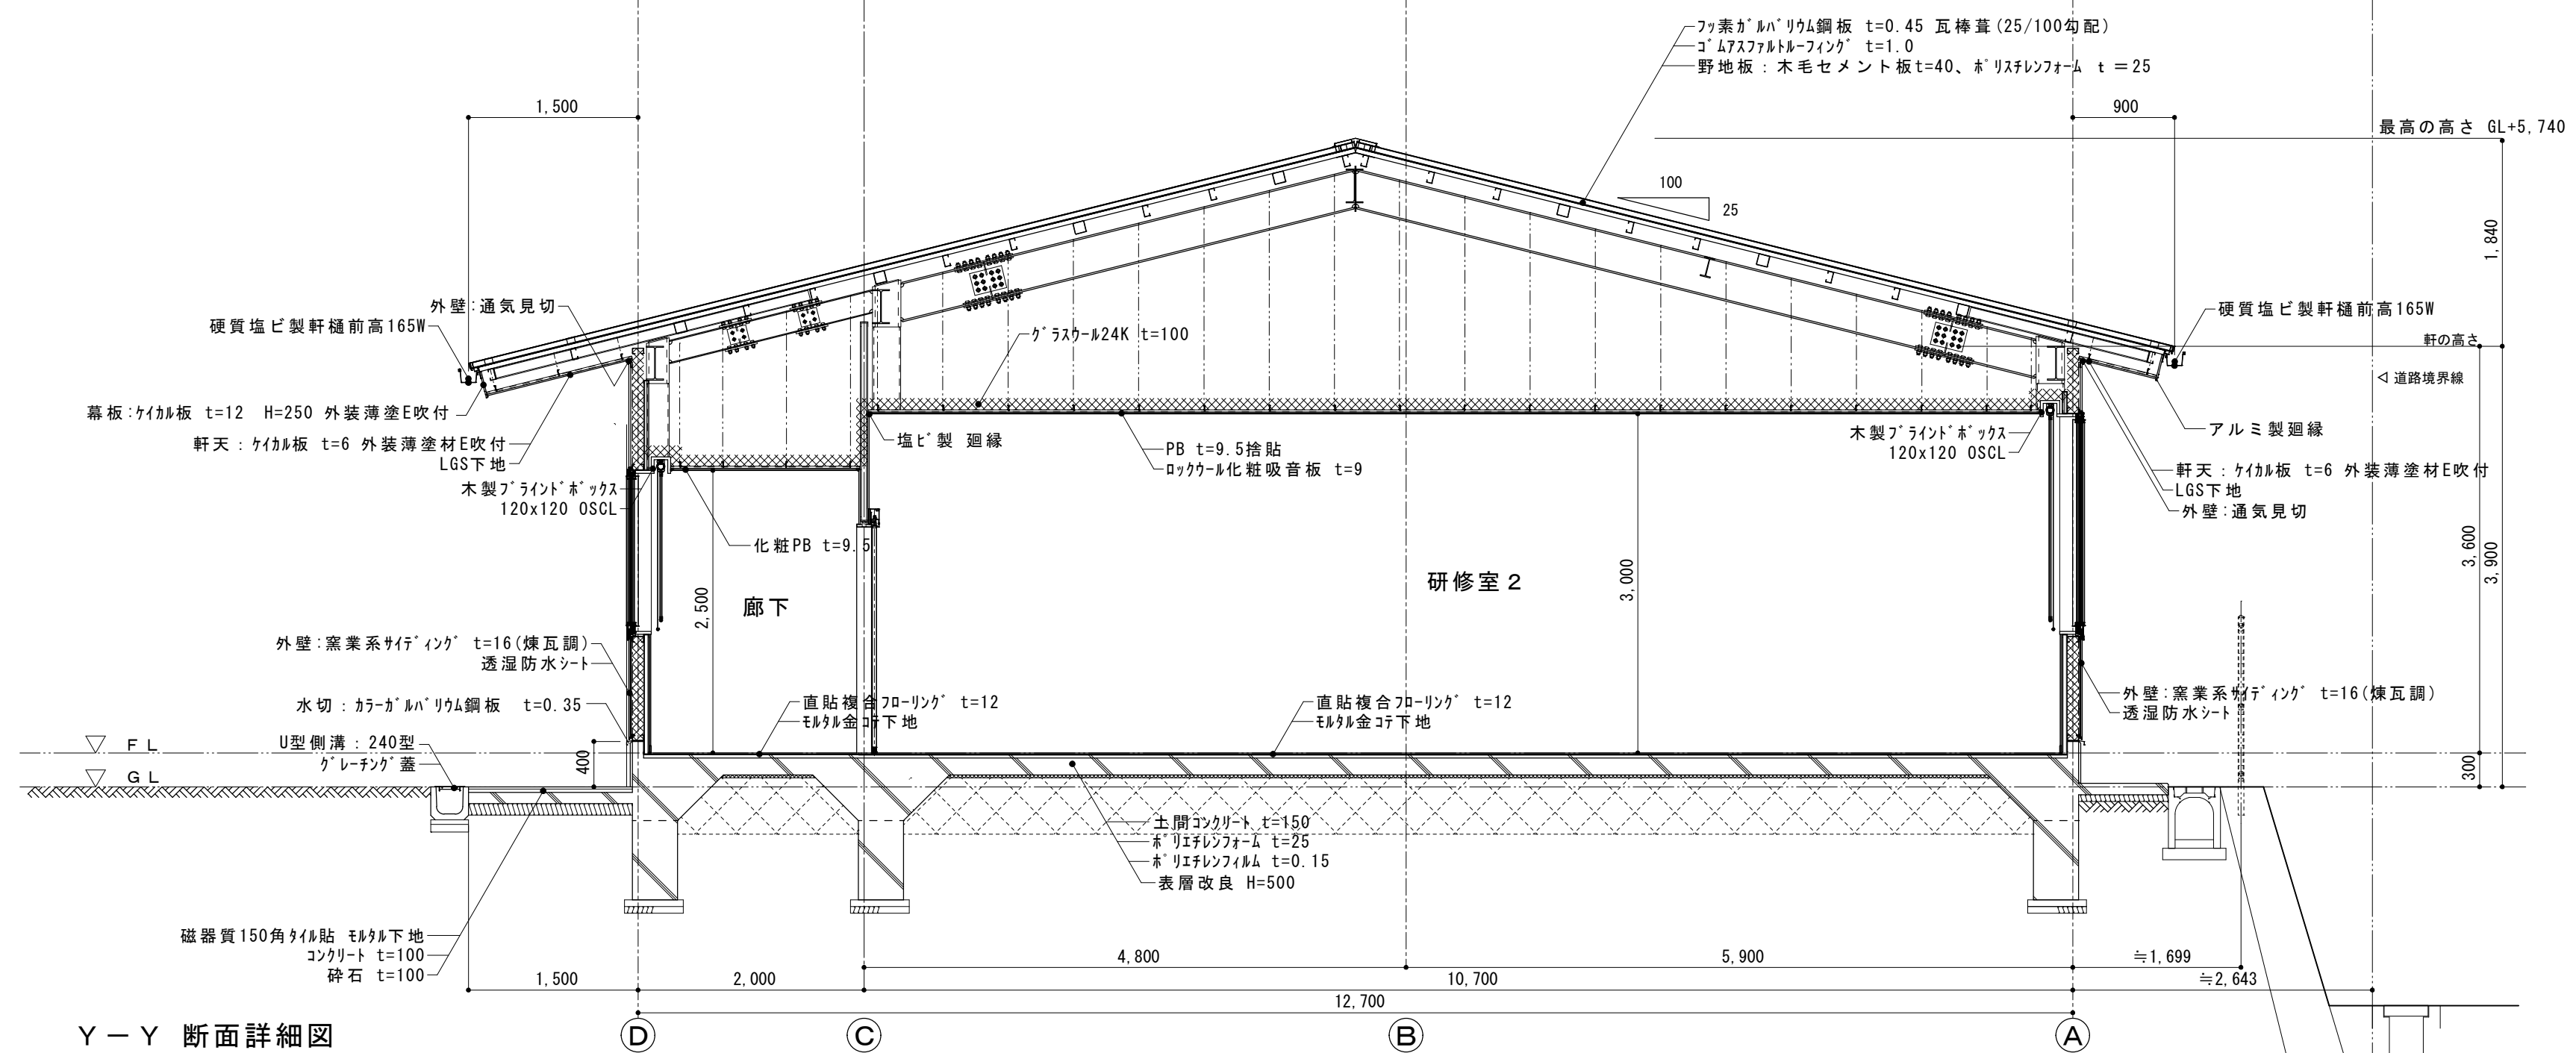 フッ素ｶﾞﾙﾊﾞﾘｳﾑ鋼板 t=0.45 瓦棒葺(25/100勾配)
ｺﾞﾑｱｽﾌｧﾙﾄﾙｰﾌｨﾝｸﾞ t=1.0
野地板：木毛セメント板t=40、ﾎﾟﾘｽﾁﾚﾝﾌｫｰﾑ ｔ＝25
1,500
900
最高の高さ GL+5,740
100
25
1,840
外壁:通気見切
硬質塩ビ製軒樋前高165W
幕板:ｹｲｶﾙ板 t=12 H=250 外装薄塗E吹付
軒天：ｹｲｶﾙ板 t=6 外装薄塗材E吹付
LGS下地
木製ﾌﾞﾗｲﾝﾄﾞﾎﾞｯｸｽ
120x120 OSCL
ｸﾞﾗｽｳｰﾙ24K t=100
塩ﾋﾞ製 廻縁
PB t=9.5捨貼
ﾛｯｸｳｰﾙ化粧吸音板 t=9
木製ﾌﾞﾗｲﾝﾄﾞﾎﾞｯｸｽ
120x120 OSCL
硬質塩ビ製軒樋前高165W
軒の高さ
◁ 道路境界線
アルミ製廻縁
軒天：ｹｲｶﾙ板 t=6 外装薄塗材E吹付
LGS下地
外壁:通気見切
化粧PB t=9.5
2,500
廊下
研修室２
3,000
3,600
3,900
外壁:窯業系ｻｲﾃﾞｨﾝｸﾞ t=16(煉瓦調)
透湿防水ｼｰﾄ
水切：ｶﾗｰｶﾞﾙﾊﾞﾘｳﾑ鋼板 t=0.35
直貼複合ﾌﾛｰﾘﾝｸﾞ t=12
ﾓﾙﾀﾙ金ｺﾃ下地
直貼複合ﾌﾛｰﾘﾝｸﾞ t=12
ﾓﾙﾀﾙ金ｺﾃ下地
外壁:窯業系ｻｲﾃﾞｨﾝｸﾞ t=16(煉瓦調)
透湿防水ｼｰﾄ
ＦＬ
ＧＬ
U型側溝：240型
ｸﾞﾚｰﾁﾝｸﾞ蓋
400
300
土間ｺﾝｸﾘｰﾄ t=150
ﾎﾟﾘｴﾁﾚﾝﾌｫｰﾑ t=25
ﾎﾟﾘｴﾁﾚﾝﾌｨﾙﾑ t=0.15
表層改良 H=500
磁器質150角ﾀｲﾙ貼 ﾓﾙﾀﾙ下地
ｺﾝｸﾘｰﾄ t=100
砕石 t=100
4,800
5,900
≒1,699
1,500
2,000
10,700
≒2,643
12,700
Ｄ
Ｃ
Ｂ
Ａ
Ｙ－Ｙ 断面詳細図